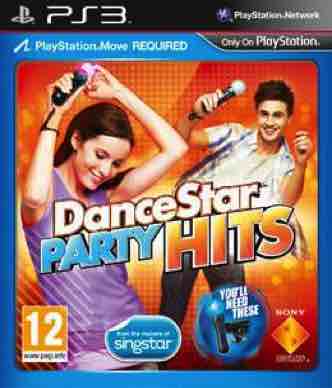 PS3
PlayStation®Network
PlayStation®Move REQUIRED
Only On PlayStation®
DanceStar
PARTY HITS
YOU'LL
NEED
THESE
12
www.pegi.info
from the makers of
singstar
SONY